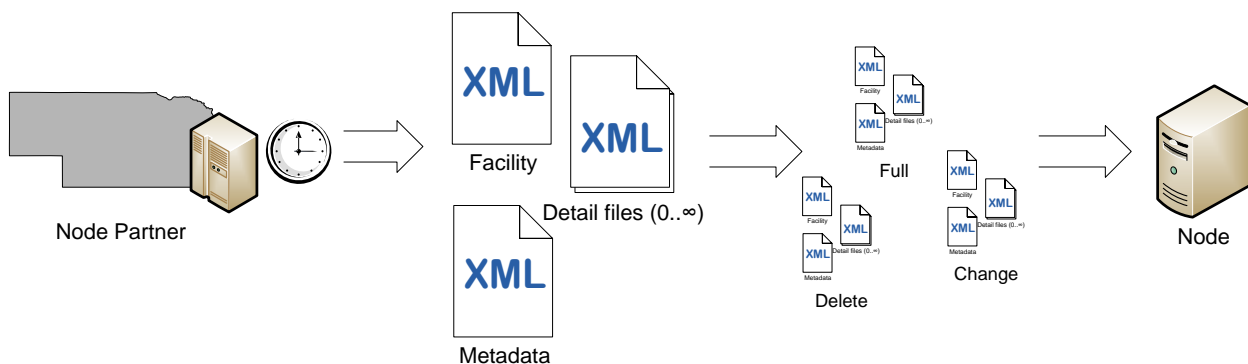 Node Partner
XML
Facility
XML
Detail files (0..∞)
XML
Metadata
XML
Facility
XML
Detail files (0..∞)
XML
Metadata
Full
XML
Facility
XML
Detail files (0..∞)
XML
Metadata
Delete
XML
Facility
XML
Detail files (0..∞)
XML
Metadata
Change
Node